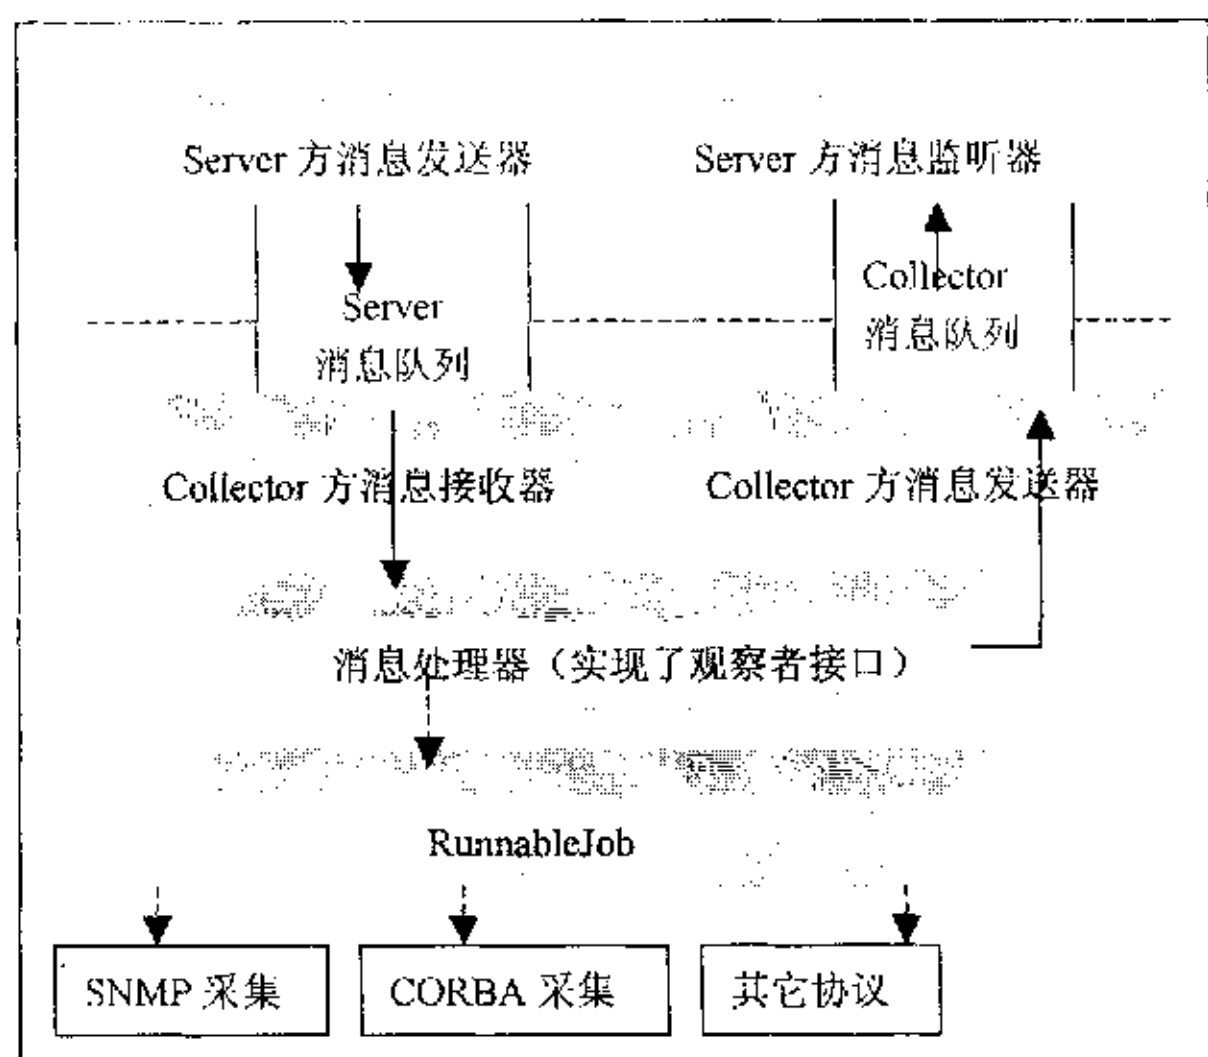 Server 方消息发送器
Server 方消息监听器
Server
消息队列
Collector
消息队列
Collector 方消息接收器
Collector 方消息发送器
消息处理器（实现了观察者接口）
RunnableJob
SNMP 采集
CORBA 采集
其它协议